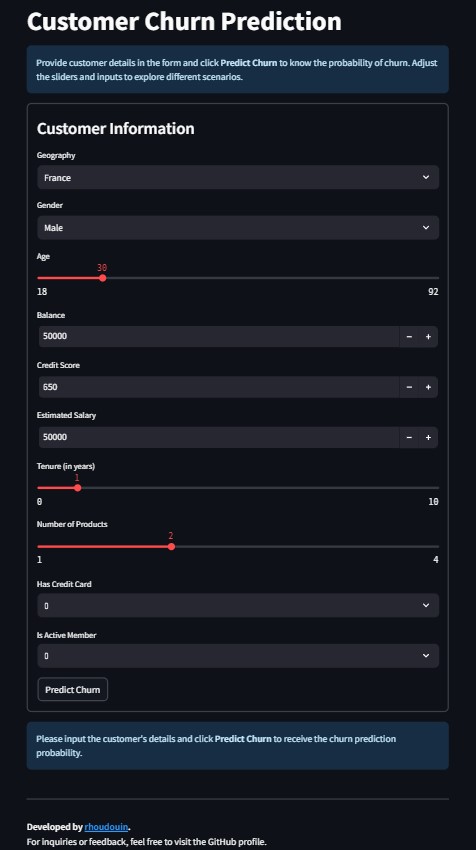 Customer Churn Prediction
Provide customer details in the form and click Predict Churn to know the probability of churn. Adjust
the sliders and inputs to explore different scenarios.
Customer Information
Geography
France
Gender
Male
Age
30
18 92
Balance
50000 − +
Credit Score
650 − +
Estimated Salary
50000 − +
Tenure (in years)
1
0 10
Number of Products
2
1 4
Has Credit Card
Is Active Member
Predict Churn
Please input the customer's details and click Predict Churn to receive the churn prediction
probability.
Developed by rhoudouin.
For inquiries or feedback, feel free to visit the GitHub profile.